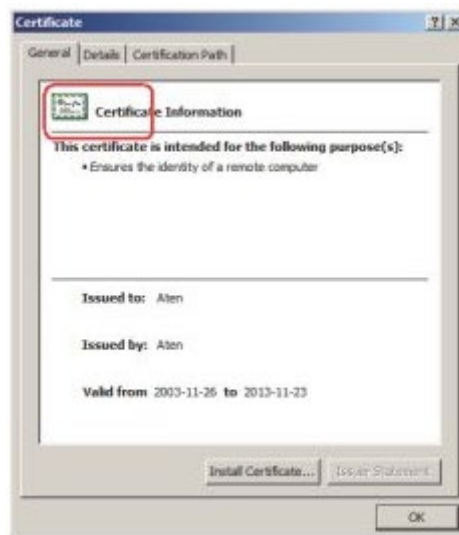 Certificate
General Details Certification Path
Certificate Information
This certificate is intended for the following purpose(s):
• Ensures the identity of a remote computer
Issued to: Aten
Issued by: Aten
Valid from 2003-11-26 to 2013-11-23
Install Certificate... Issuer Statement
OK